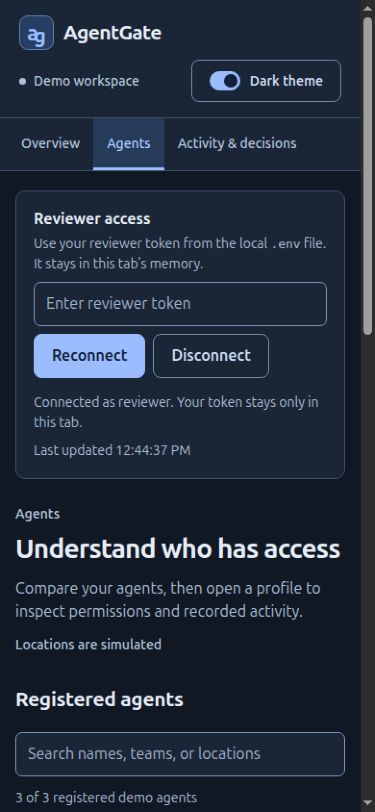 ag AgentGate
Demo workspace
Dark theme
Overview
Agents
Activity & decisions
Reviewer access
Use your reviewer token from the local .env file.
It stays in this tab's memory.
Enter reviewer token
Reconnect
Disconnect
Connected as reviewer. Your token stays only in
this tab.
Last updated 12:44:37 PM
Agents
Understand who has access
Compare your agents, then open a profile to
inspect permissions and recorded activity.
Locations are simulated
Registered agents
Search names, teams, or locations
3 of 3 registered demo agents